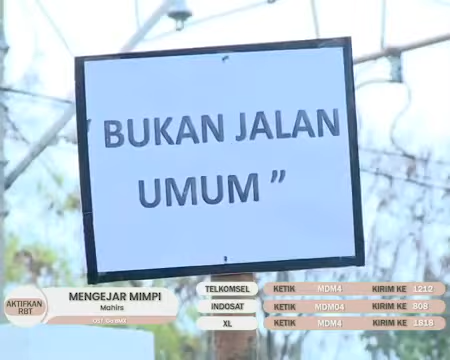 " BUKAN JALAN
UMUM "
AKTIFKAN
RBT
MENGEJAR MIMPI
Mahirs
TELKOMSEL KETIK MDM4 KIRIM KE 1212
INDOSAT KETIK MDM04 KIRIM KE 808
XL KETIK MDM4 KIRIM KE 1818